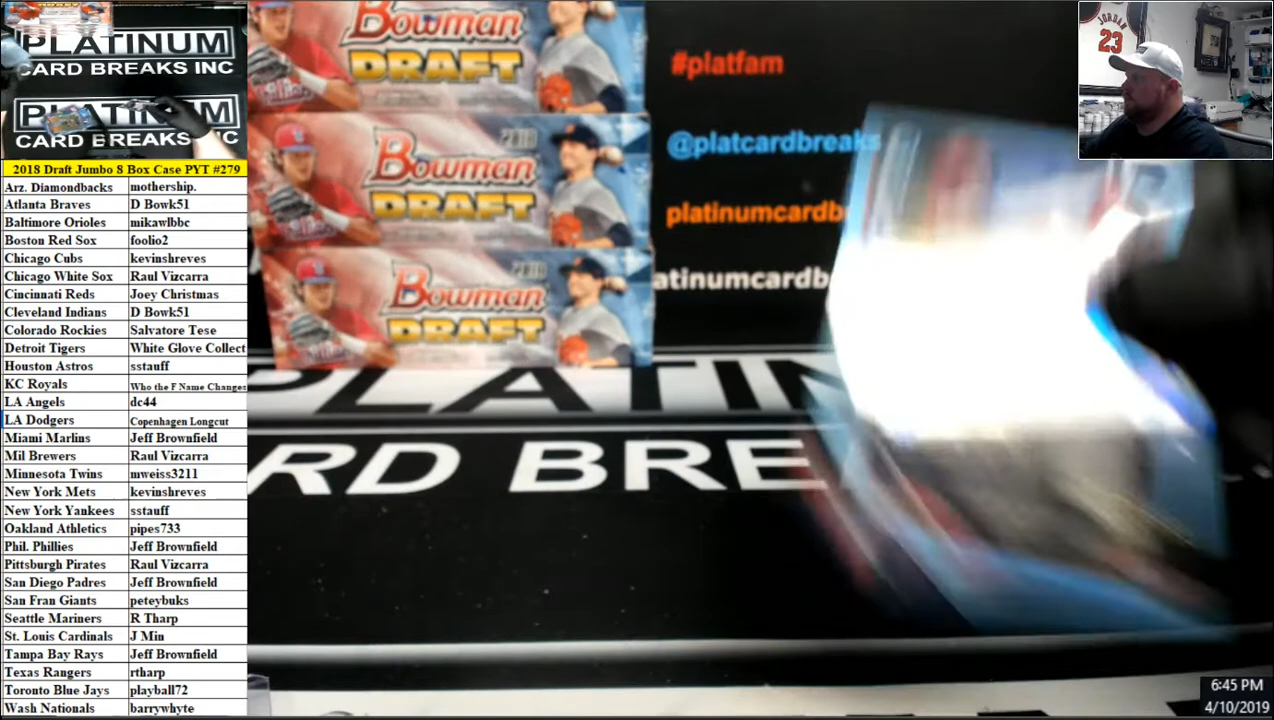 PLATINUM
CARD BREAKS INC
PLATINUM
CARD BREAKS INC
2018 Draft Jumbo 8 Box Case PYT #279
Arz. Diamondbacks mothership.
Atlanta Braves D Bowk51
Baltimore Orioles mikawlbbc
Boston Red Sox foolio2
Chicago Cubs kevinshreves
Chicago White Sox Raul Vizcarra
Cincinnati Reds Joey Christmas
Cleveland Indians D Bowk51
Colorado Rockies Salvatore Tese
Detroit Tigers White Glove Collect
Houston Astros sstauff
KC Royals Who the F Name Changes
LA Angels dc44
LA Dodgers Copenhagen Longcut
Miami Marlins Jeff Brownfield
Mil Brewers Raul Vizcarra
Minnesota Twins mweiss3211
New York Mets kevinshreves
New York Yankees sstauff
Oakland Athletics pipes733
Phil. Phillies Jeff Brownfield
Pittsburgh Pirates Raul Vizcarra
San Diego Padres Jeff Brownfield
San Fran Giants peteybuks
Seattle Mariners R Tharp
St. Louis Cardinals J Min
Tampa Bay Rays Jeff Brownfield
Texas Rangers rtharp
Toronto Blue Jays playball72
Wash Nationals barrywhyte
Bowman
DRAFT
2018
Bowman
DRAFT
2018
Bowman
DRAFT
#platfam
@platcardbreaks
platinumcardb
atinumcardb
PLATIN
RD BRE
JORDAN
23
6:45 PM
4/10/2019